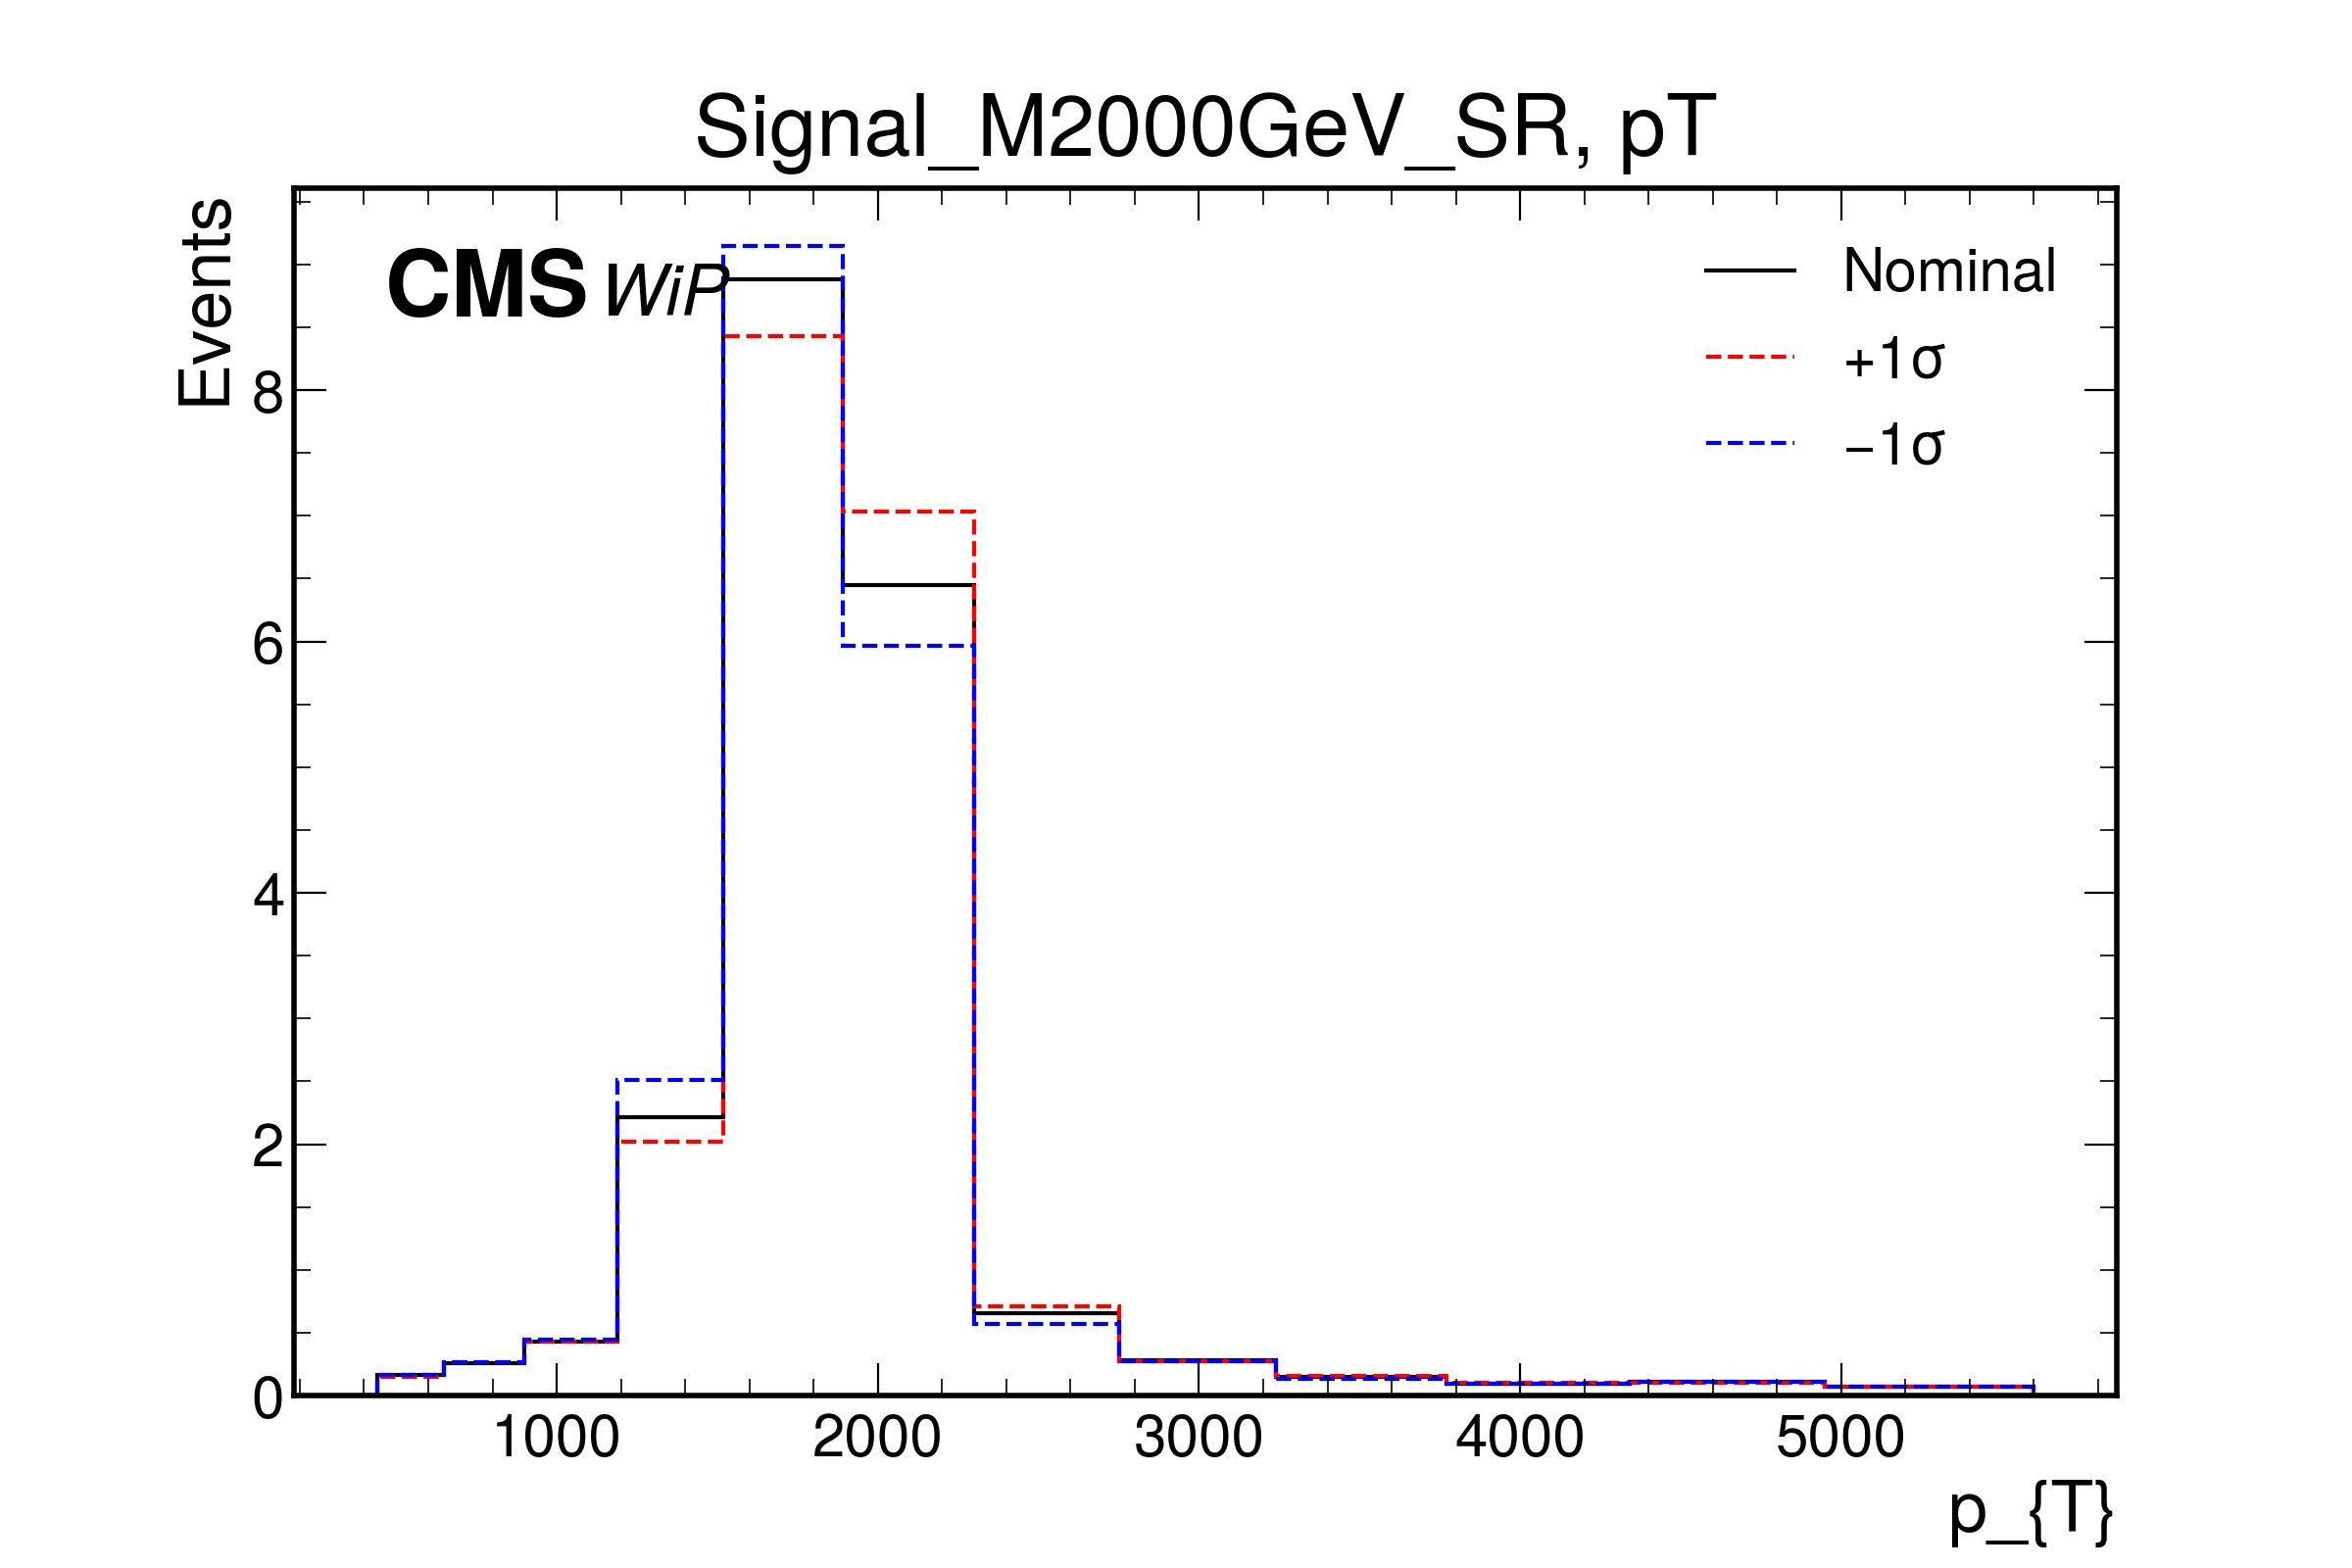 Signal_M2000GeV_SR, pT
Events
CMS WiP
Nominal
+1σ
−1σ
8
6
4
2
0
1000 2000 3000 4000 5000
p_{T}